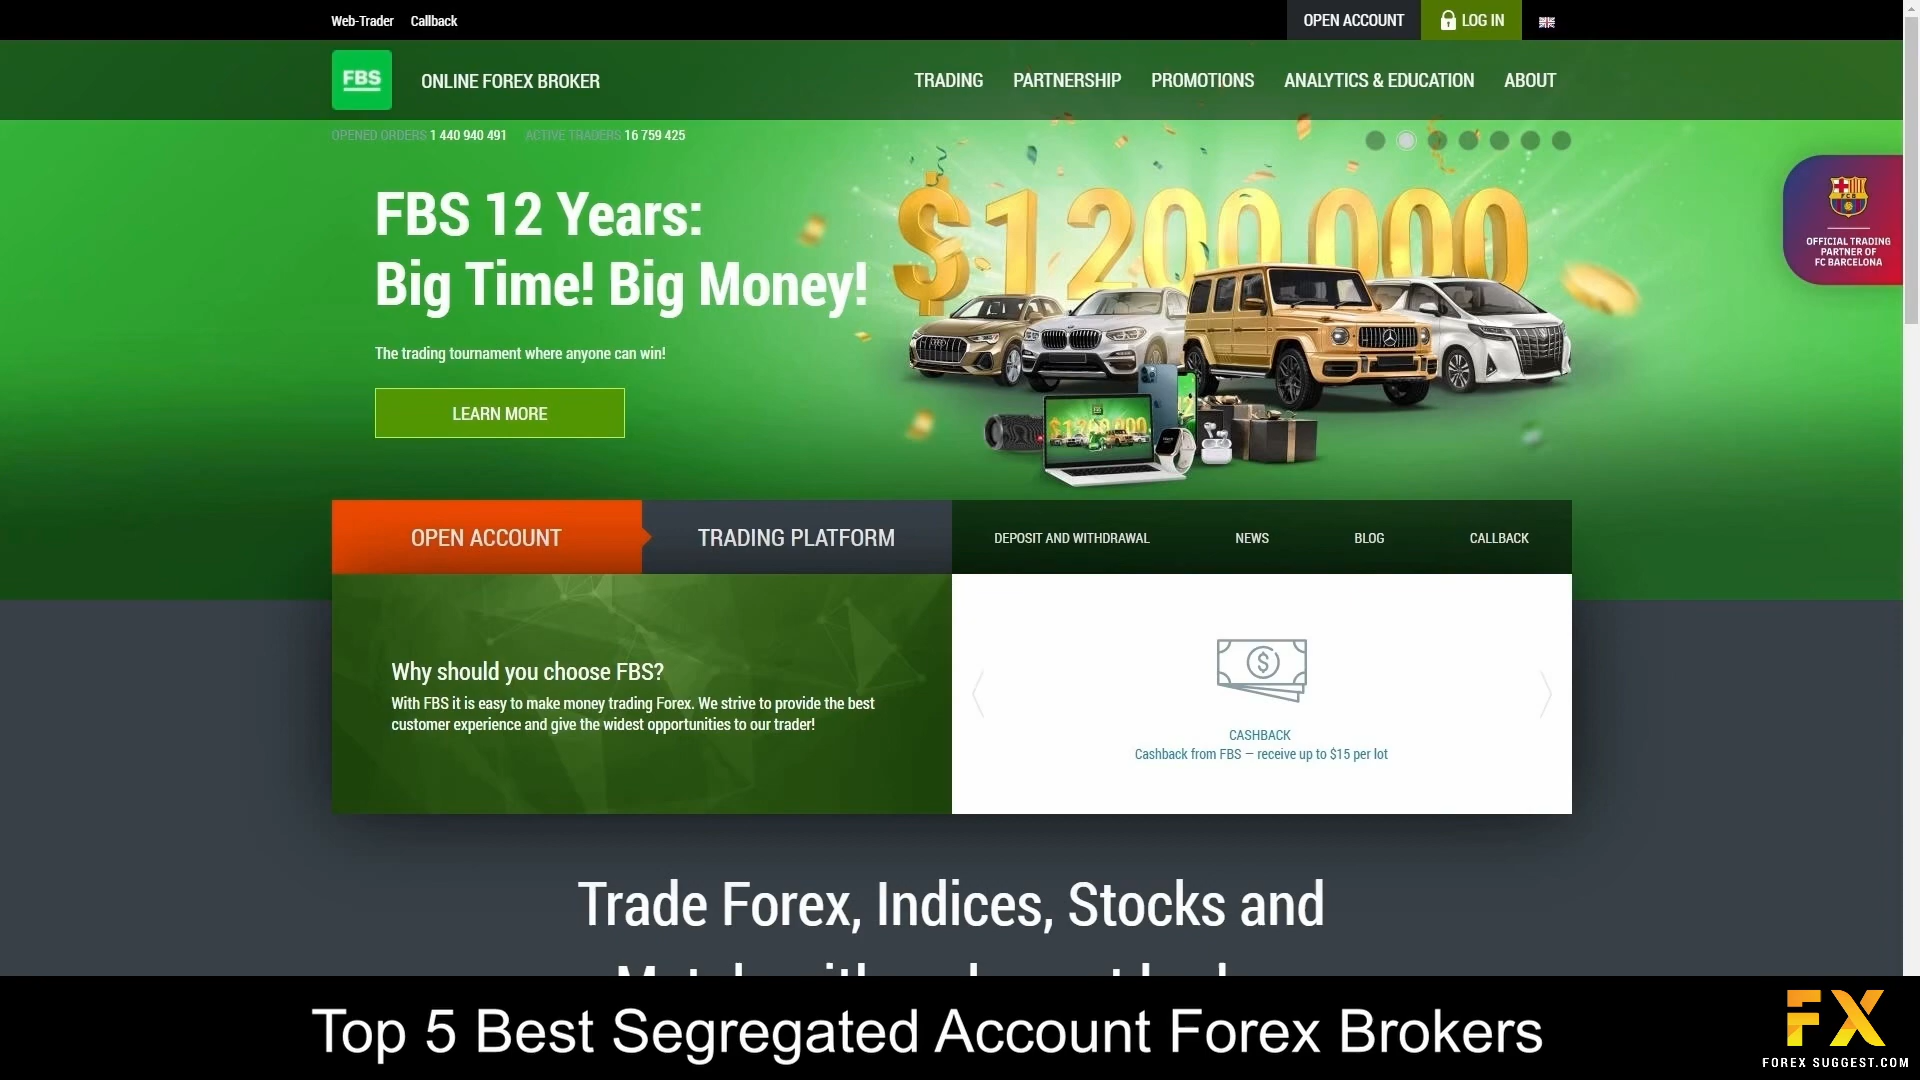 Web-Trader Callback
OPEN ACCOUNT LOG IN
FBS ONLINE FOREX BROKER
TRADING PARTNERSHIP PROMOTIONS ANALYTICS & EDUCATION ABOUT
OPENED ORDERS 1 440 940 491 ACTIVE TRADERS 16 759 425
FBS 12 Years:
Big Time! Big Money!
The trading tournament where anyone can win!
LEARN MORE
$1200 000
OFFICIAL TRADING
PARTNER OF
FC BARCELONA
OPEN ACCOUNT TRADING PLATFORM
DEPOSIT AND WITHDRAWAL NEWS BLOG CALLBACK
Why should you choose FBS?
With FBS it is easy to make money trading Forex. We strive to provide the best
customer experience and give the widest opportunities to our trader!
CASHBACK
Cashback from FBS – receive up to $15 per lot
Trade Forex, Indices, Stocks and
Top 5 Best Segregated Account Forex Brokers
FX
FOREX SUGGEST.COM